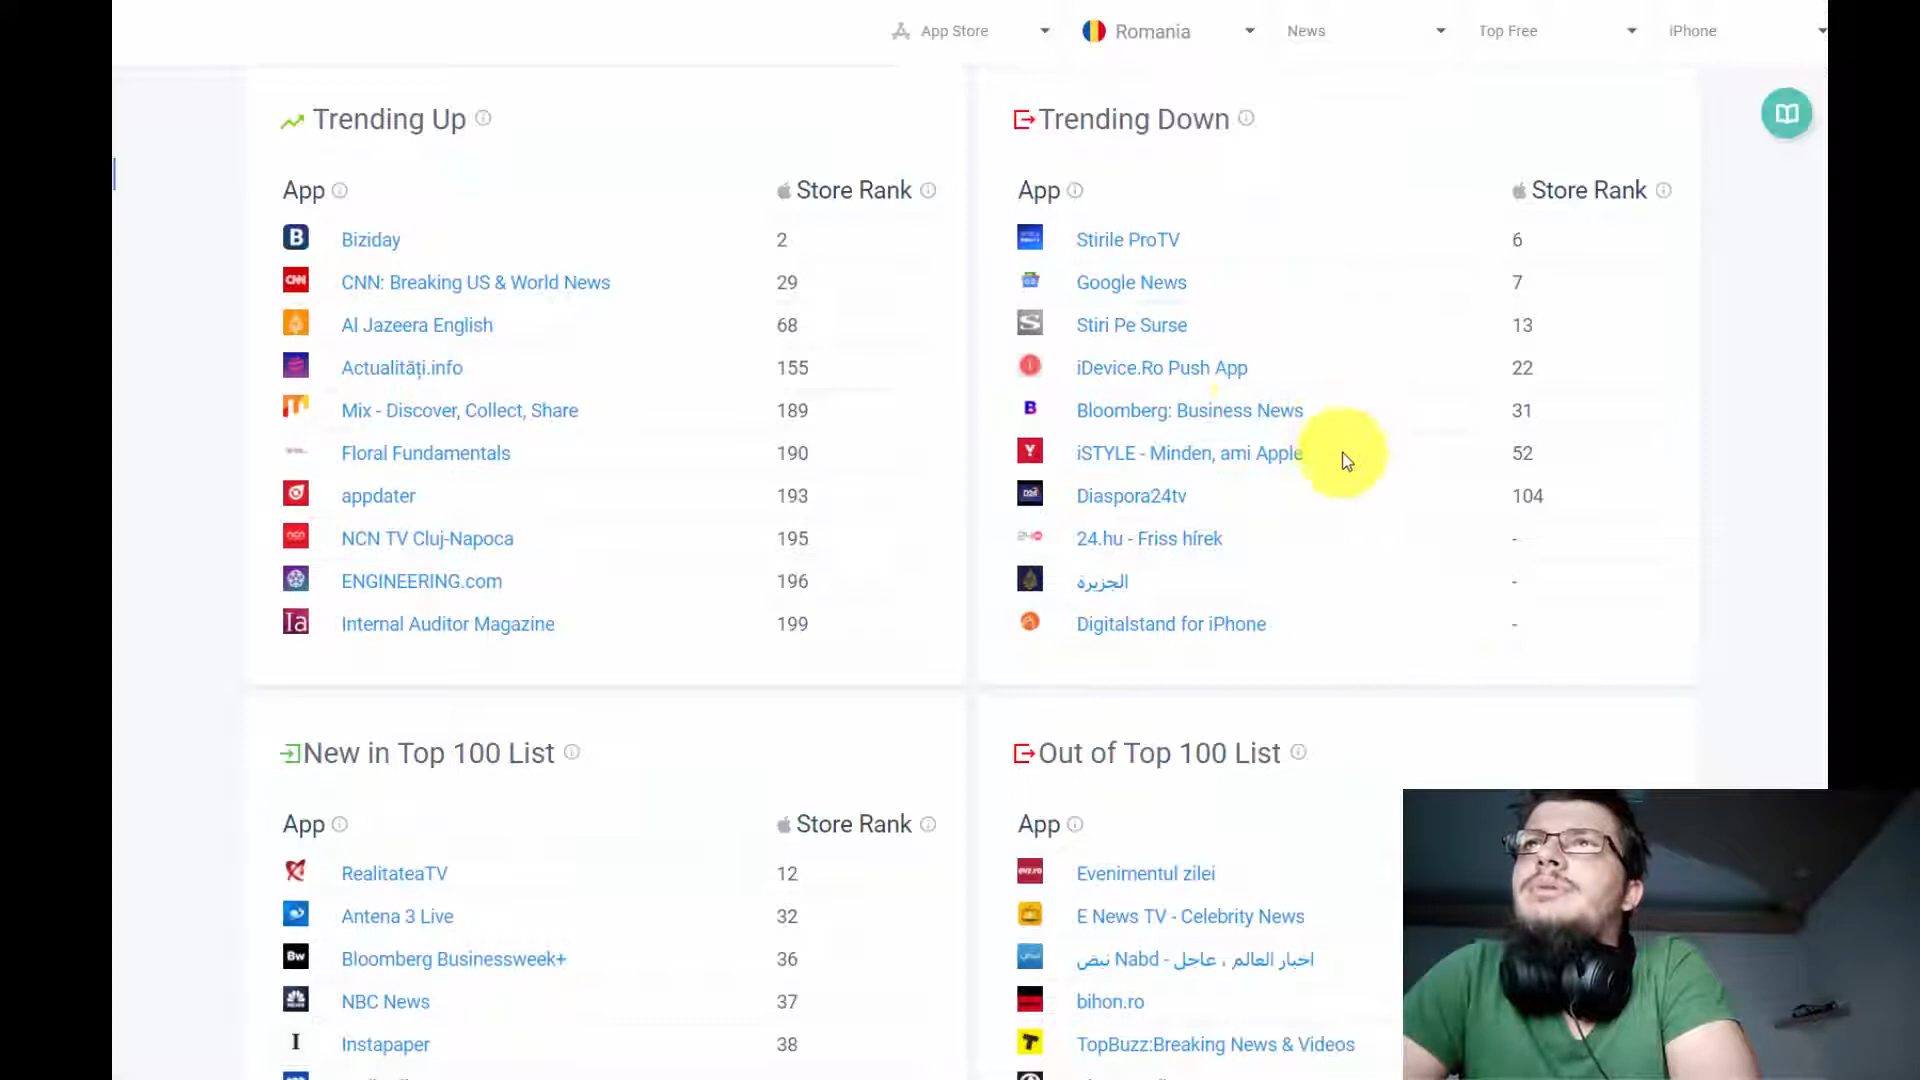 App Store Romania News Top Free iPhone
Trending Up
App Store Rank
Biziday 2
CNN: Breaking US & World News 29
Al Jazeera English 68
Actualități.info 155
Mix - Discover, Collect, Share 189
Floral Fundamentals 190
appdater 193
NCN TV Cluj-Napoca 195
ENGINEERING.com 196
Internal Auditor Magazine 199
Trending Down
App Store Rank
Stirile ProTV 6
Google News 7
Stiri Pe Surse 13
iDevice.Ro Push App 22
Bloomberg: Business News 31
iSTYLE - Minden, ami Apple 52
Diaspora24tv 104
24.hu - Friss hírek -
الجزيرة -
Digitalstand for iPhone -
New in Top 100 List
App Store Rank
RealitateaTV 12
Antena 3 Live 32
Bw Bloomberg Businessweek+ 36
NBC News 37
Instapaper 38
Out of Top 100 List
App
Evenimentul zilei
E News TV - Celebrity News
نبض Nabd - اخبار العالم ، عاجل
bihon.ro
TopBuzz:Breaking News & Videos